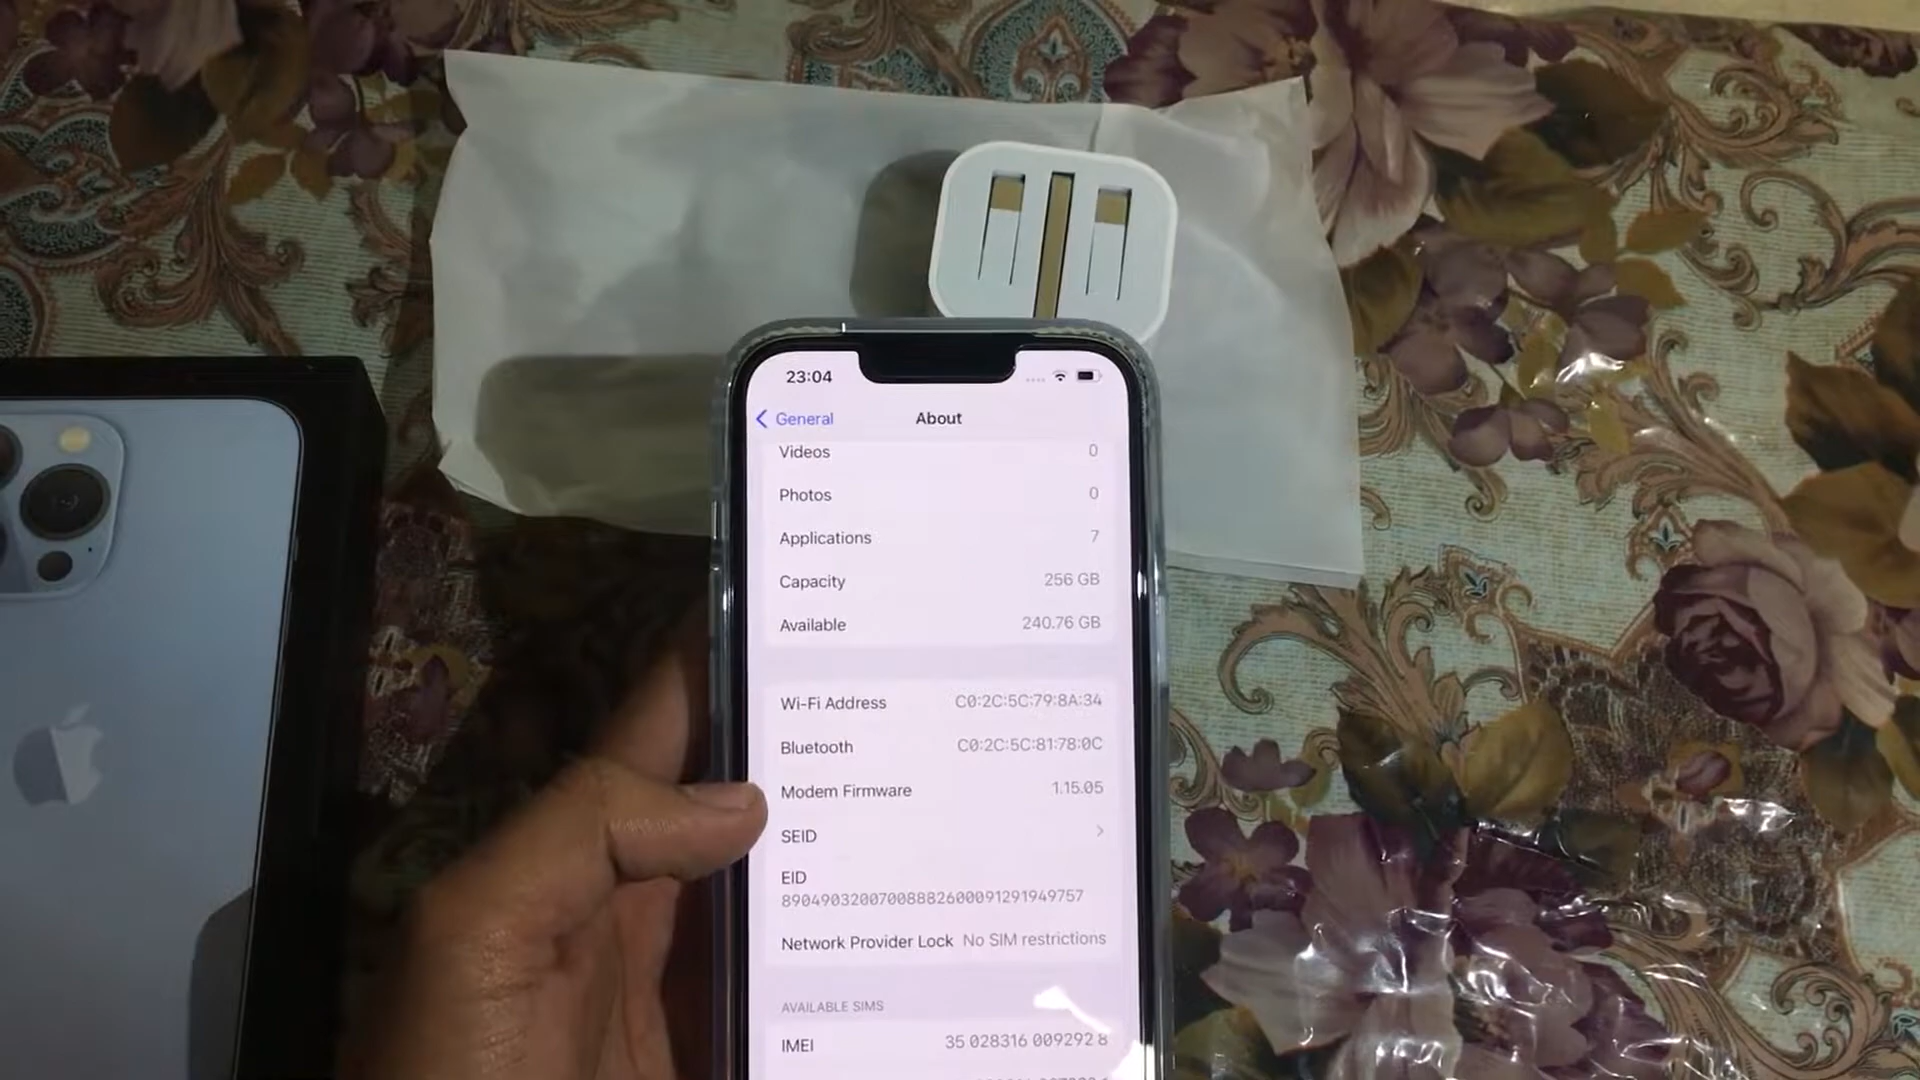 23:04
General
About
Videos 0
Photos 0
Applications 7
Capacity 256 GB
Available 240.76 GB
Wi-Fi Address C0:2C:5C:79:8A:34
Bluetooth C0:2C:5C:81:78:0C
Modem Firmware 1.15.05
SEID
EID
89049032007008882600091291949757
Network Provider Lock No SIM restrictions
AVAILABLE SIMS
IMEI 35 028316 009292 8